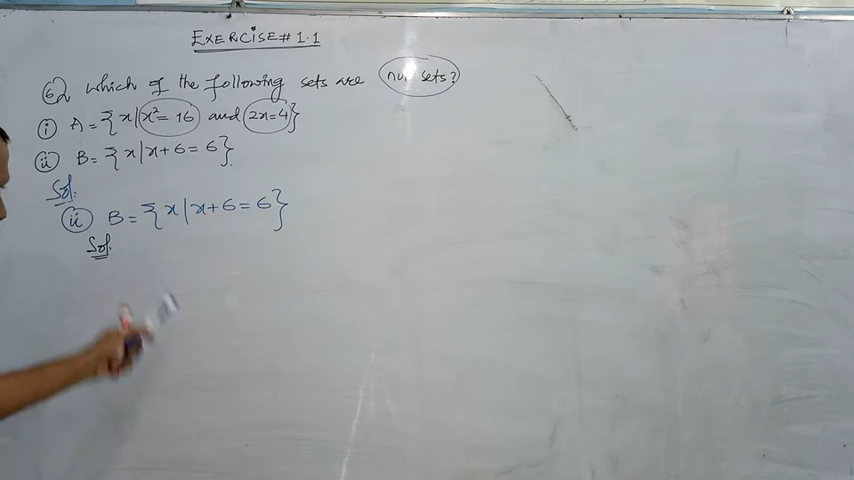 EXERCISE # 1.1
6Q which of the following sets are null sets?
(i) A = { x | x² = 16 and 2x = 4 }
(ii) B = { x | x + 6 = 6 }.
Sol:
(ii) B = { x | x + 6 = 6 }
Sol: